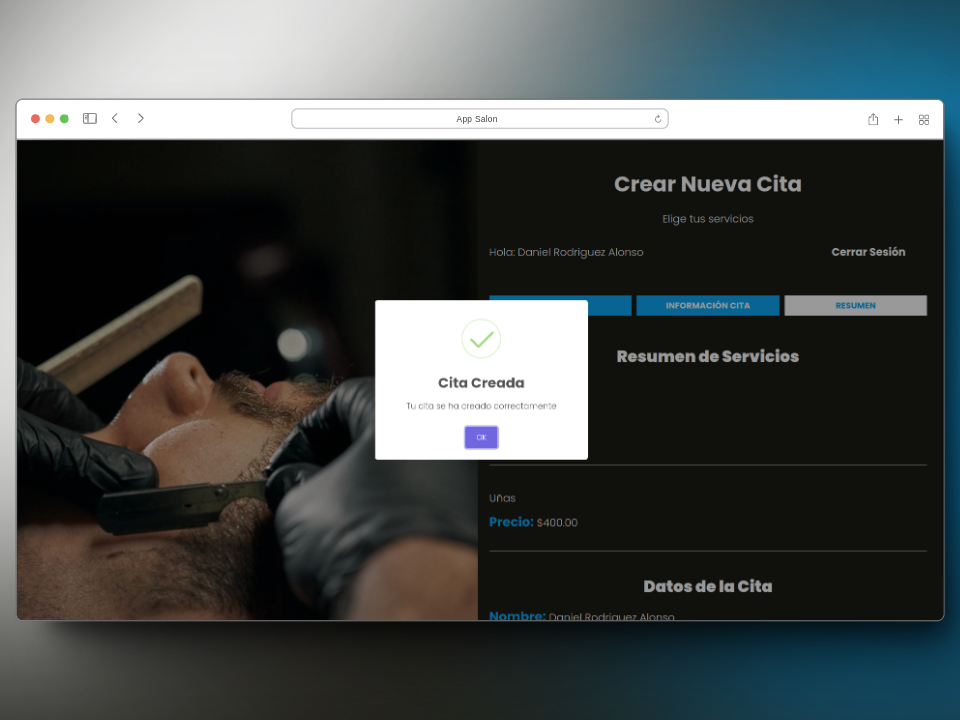 App Salon
Crear Nueva Cita
Elige tus servicios
Hola: Daniel Rodriguez Alonso
Cerrar Sesión
INFORMACIÓN CITA
RESUMEN
Resumen de Servicios
Cita Creada
Tu cita se ha creado correctamente
OK
Uñas
Precio: $400.00
Datos de la Cita
Nombre: Daniel Rodriguez Alonso